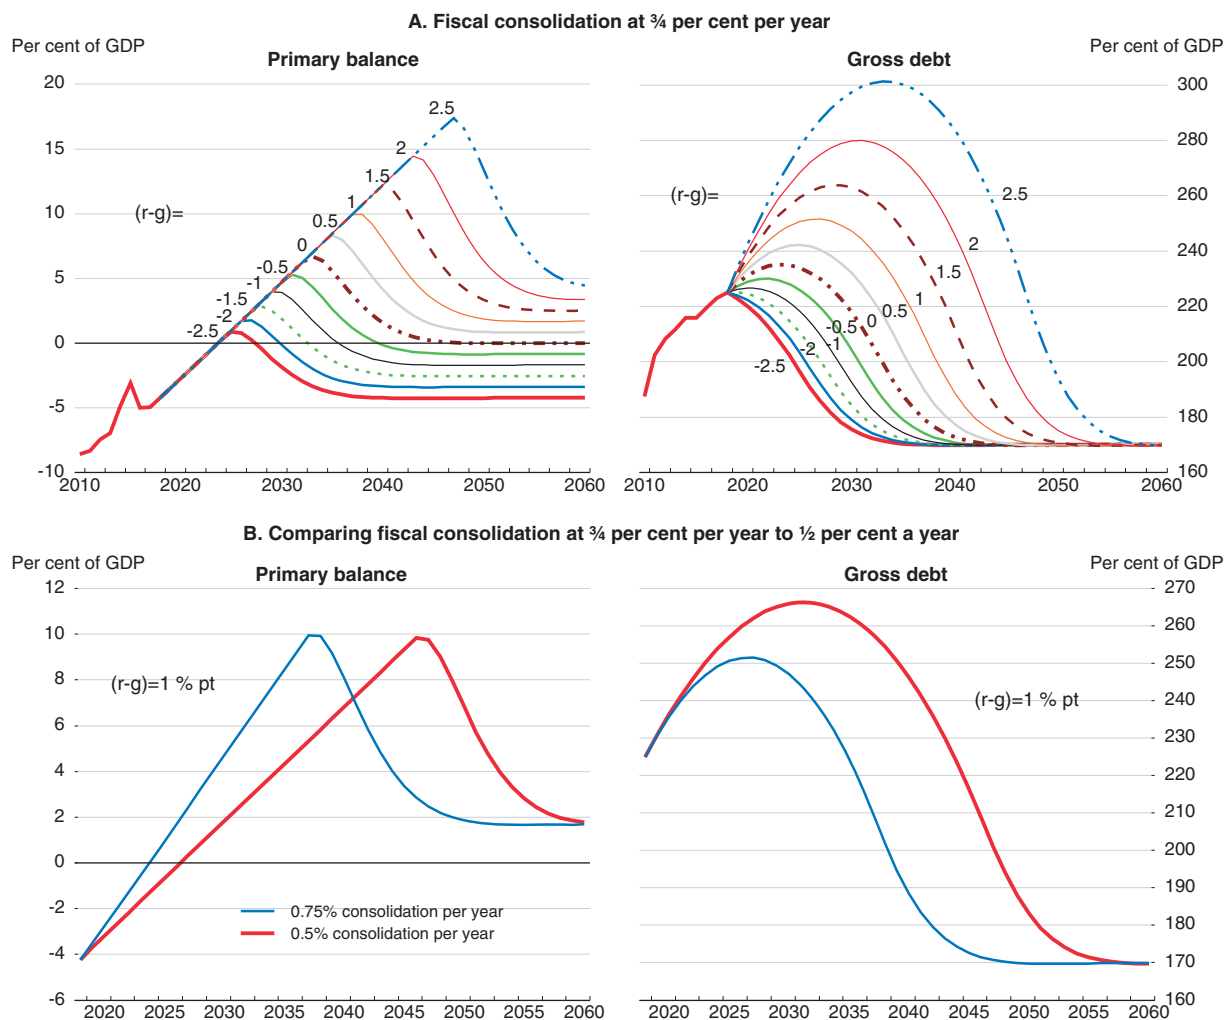 A. Fiscal consolidation at ¾ per cent per year
Per cent of GDP
Per cent of GDP
Primary balance
Gross debt
20
15
10
5
0
-5
-10
(r-g)=
2.5
2
1.5
1
0.5
0
-0.5
-1
-1.5
-2
-2.5
2010 2020 2030 2040 2050 2060
300
280
260
240
220
200
180
160
(r-g)=
2.5
2
1.5
1
0.5
0
-0.5
-1
-2
-2.5
2010 2020 2030 2040 2050 2060
B. Comparing fiscal consolidation at ¾ per cent per year to ½ per cent a year
Per cent of GDP
Per cent of GDP
Primary balance
Gross debt
12
10
8
6
4
2
0
-2
-4
-6
(r-g)=1 % pt
0.75% consolidation per year
0.5% consolidation per year
2020 2025 2030 2035 2040 2045 2050 2055 2060
270
260
250
240
230
220
210
200
190
180
170
160
(r-g)=1 % pt
2020 2025 2030 2035 2040 2045 2050 2055 2060